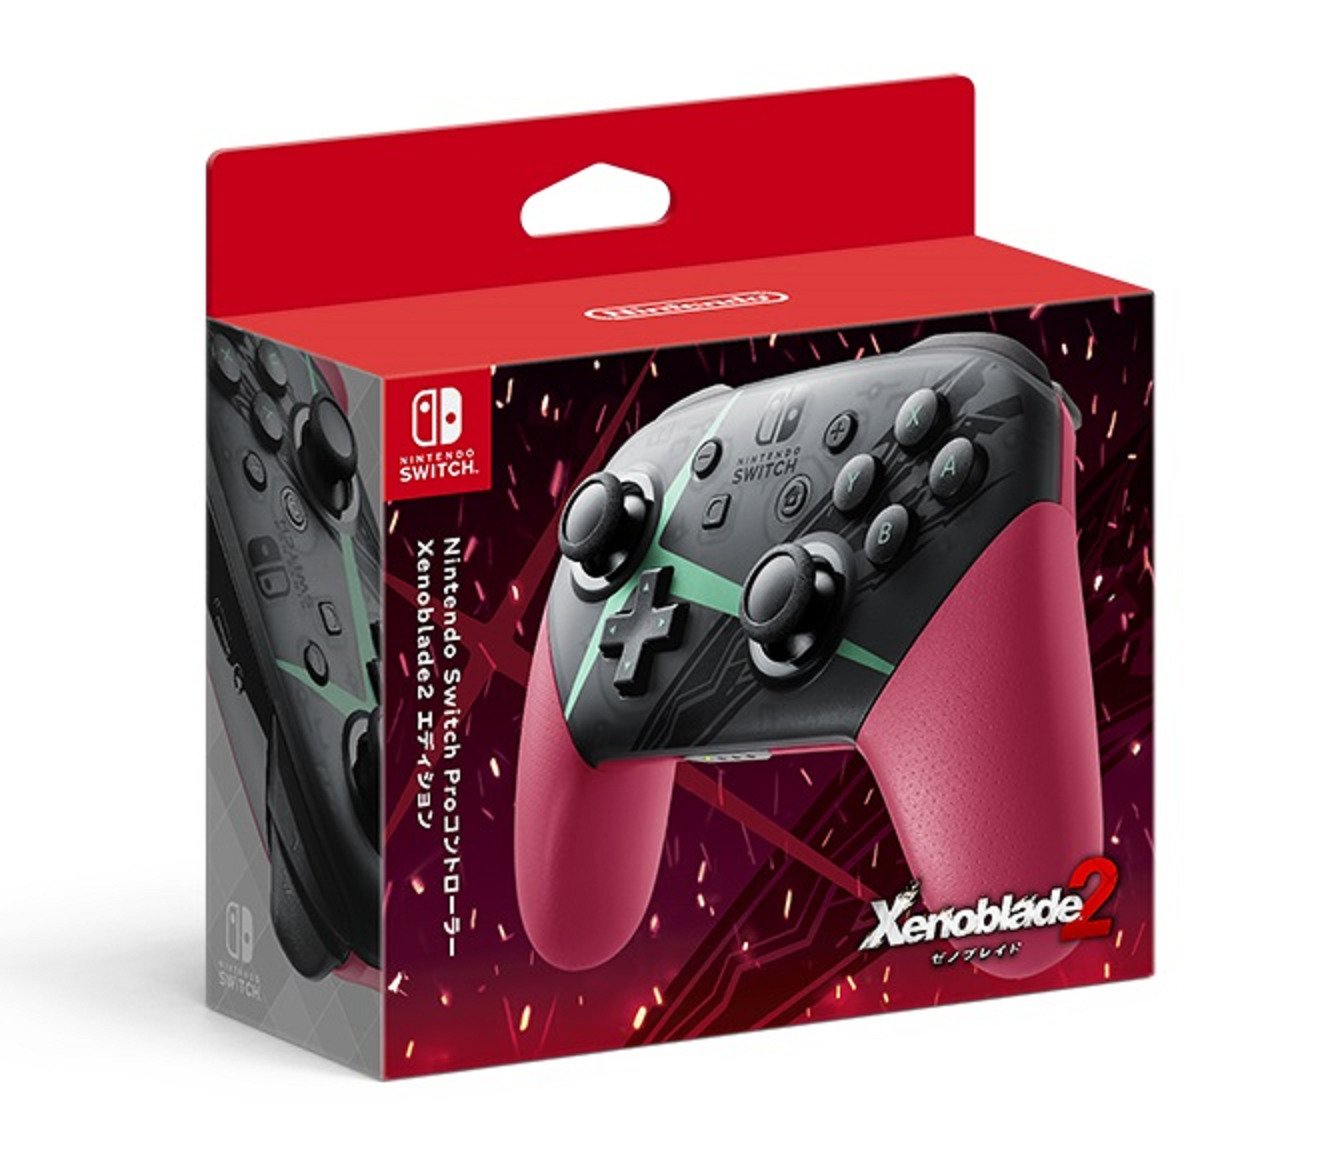 Nintendo
NINTENDO
SWITCH™
Nintendo Switch Proコントローラー
Xenoblade2 エディション
NINTENDO
SWITCH
X
Y
A
B
Xenoblade2
ゼノブレイド
NINTENDO
SWITCH